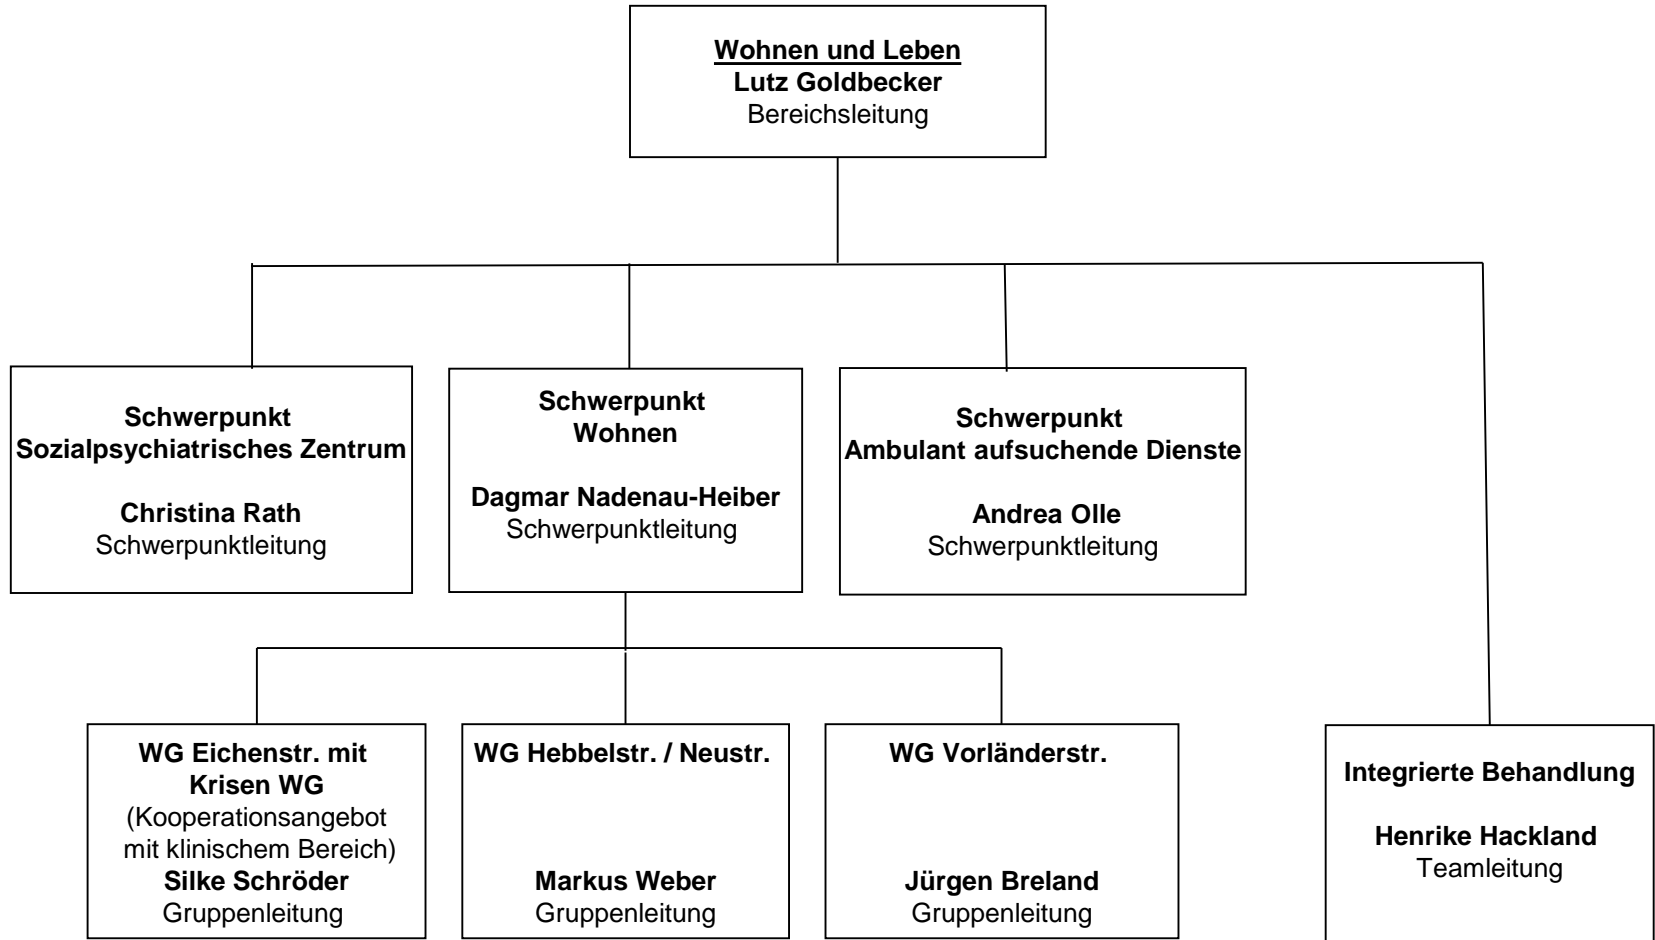 Wohnen und Leben
Lutz Goldbecker
Bereichsleitung
Schwerpunkt
Sozialpsychiatrisches Zentrum
Christina Rath
Schwerpunktleitung
Schwerpunkt
Wohnen
Dagmar Nadenau-Heiber
Schwerpunktleitung
Schwerpunkt
Ambulant aufsuchende Dienste
Andrea Olle
Schwerpunktleitung
WG Eichenstr. mit
Krisen WG
(Kooperationsangebot
mit klinischem Bereich)
Silke Schröder
Gruppenleitung
WG Hebbelstr. / Neustr.
Markus Weber
Gruppenleitung
WG Vorländerstr.
Jürgen Breland
Gruppenleitung
Integrierte Behandlung
Henrike Hackland
Teamleitung